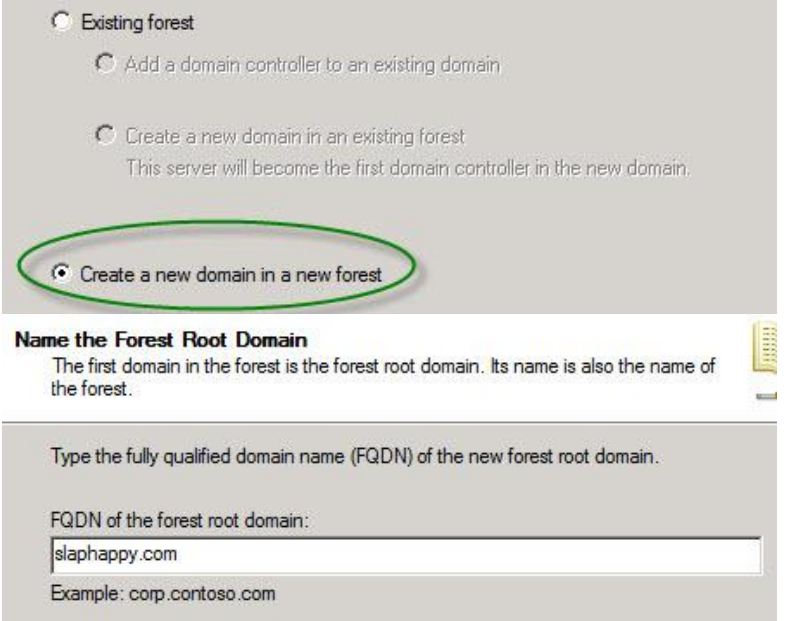 Existing forest
Add a domain controller to an existing domain
Create a new domain in an existing forest
This server will become the first domain controller in the new domain.
Create a new domain in a new forest
Name the Forest Root Domain
The first domain in the forest is the forest root domain. Its name is also the name of
the forest.
Type the fully qualified domain name (FQDN) of the new forest root domain.
FQDN of the forest root domain:
slaphappy.com
Example: corp.contoso.com